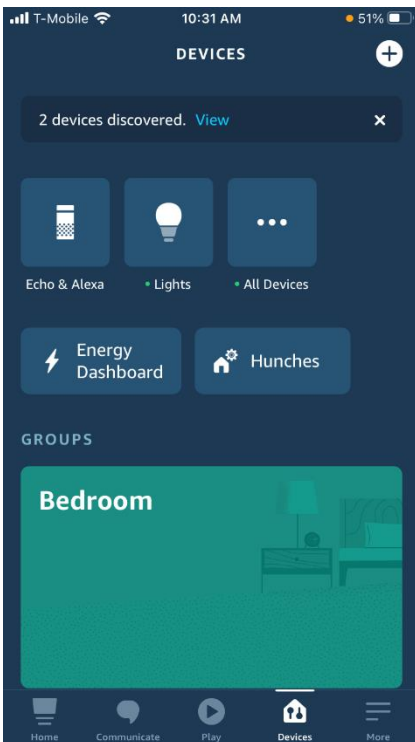 T-Mobile 10:31 AM 51%
DEVICES
2 devices discovered. View
Echo & Alexa Lights All Devices
Energy
Dashboard
Hunches
GROUPS
Bedroom
Home Communicate Play Devices More